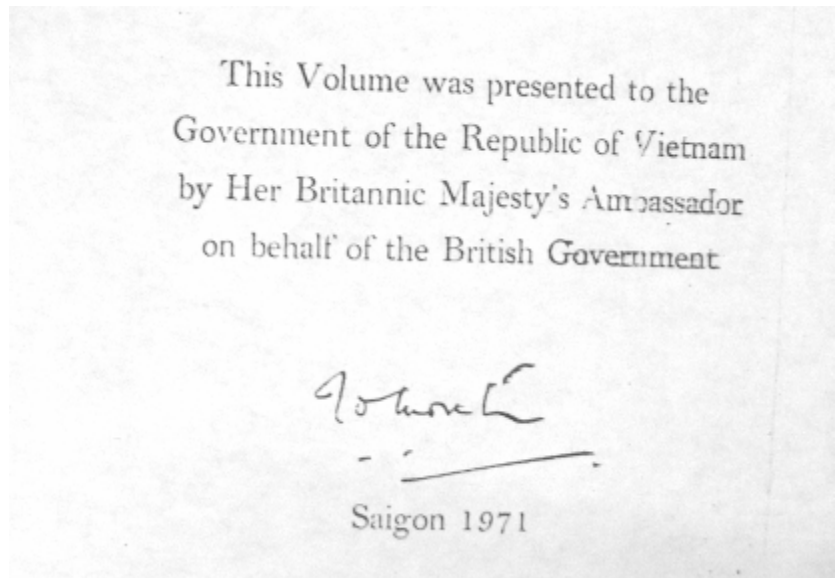 This Volume was presented to the
Government of the Republic of Vietnam
by Her Britannic Majesty's Ambassador
on behalf of the British Government
Saigon 1971